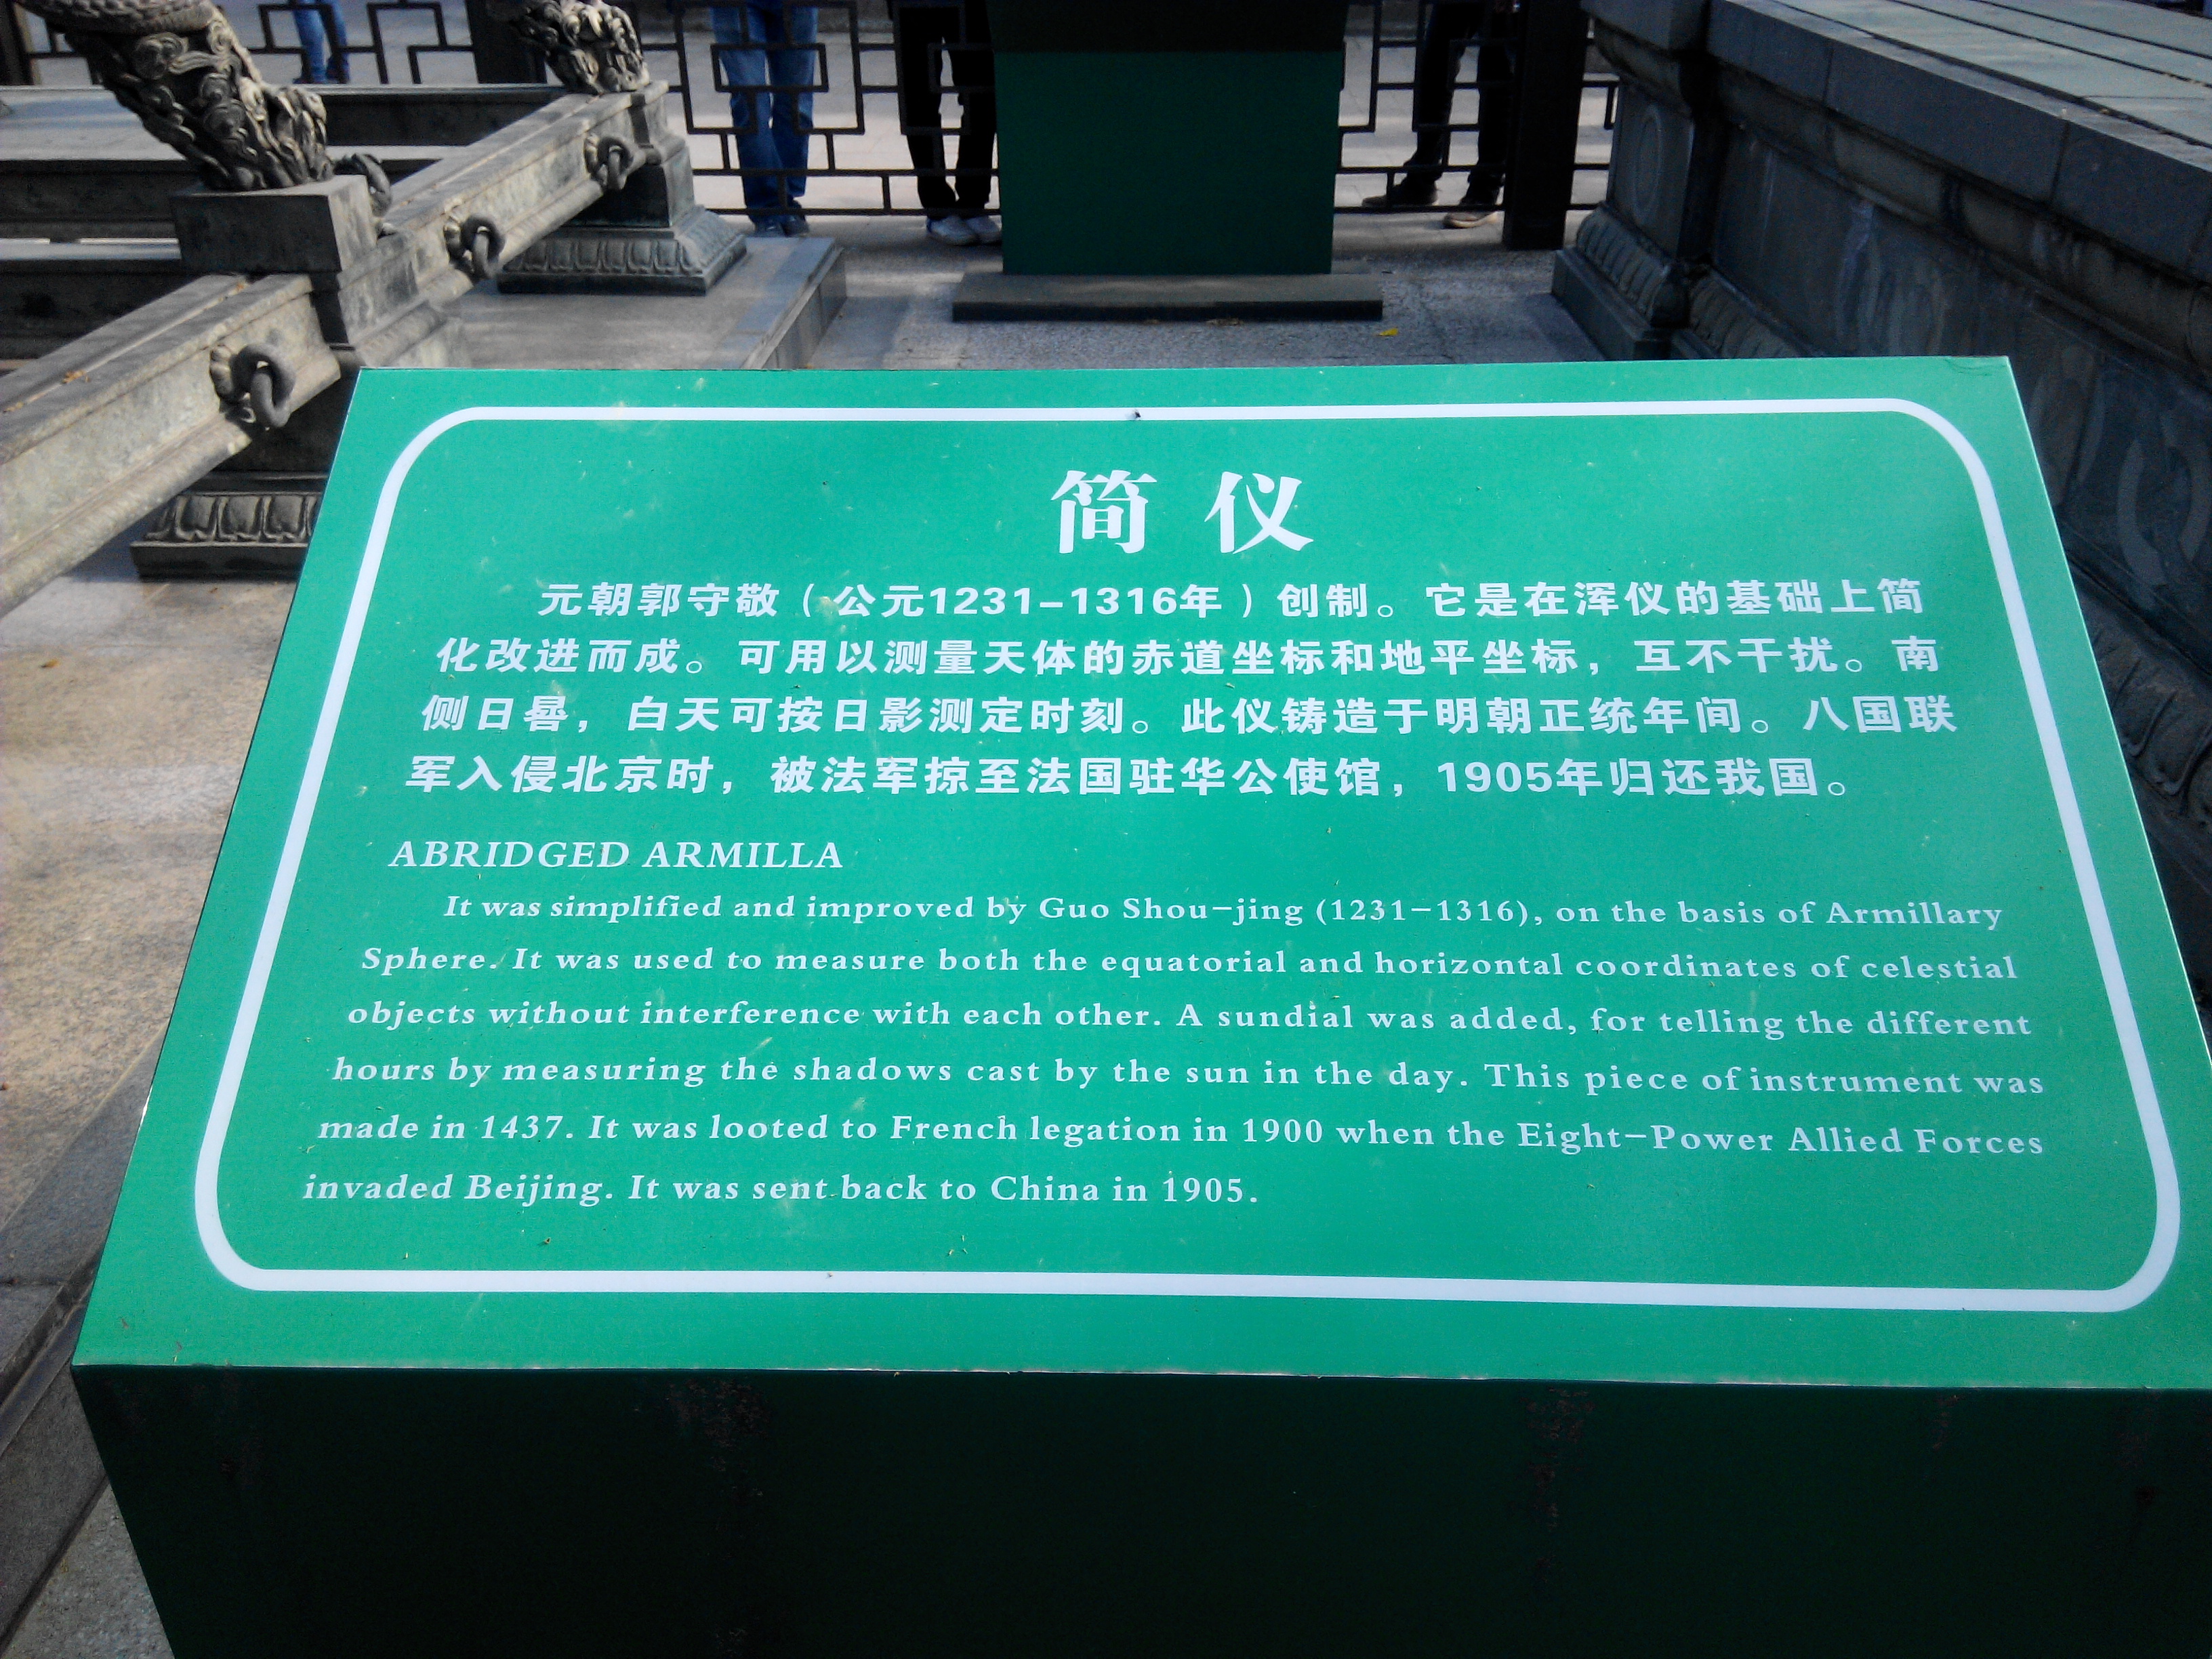 简仪
元朝郭守敬（公元1231-1316年）创制。它是在浑仪的基础上简
化改进而成。可用以测量天体的赤道坐标和地平坐标，互不干扰。南
侧日晷，白天可按日影测定时刻。此仪铸造于明朝正统年间。八国联
军入侵北京时，被法军掠至法国驻华公使馆，1905年归还我国。
ABRIDGED ARMILLA
It was simplified and improved by Guo Shou-jing (1231-1316), on the basis of Armillary
Sphere. It was used to measure both the equatorial and horizontal coordinates of celestial
objects without interference with each other. A sundial was added, for telling the different
hours by measuring the shadows cast by the sun in the day. This piece of instrument was
made in 1437. It was looted to French legation in 1900 when the Eight-Power Allied Forces
invaded Beijing. It was sent back to China in 1905.